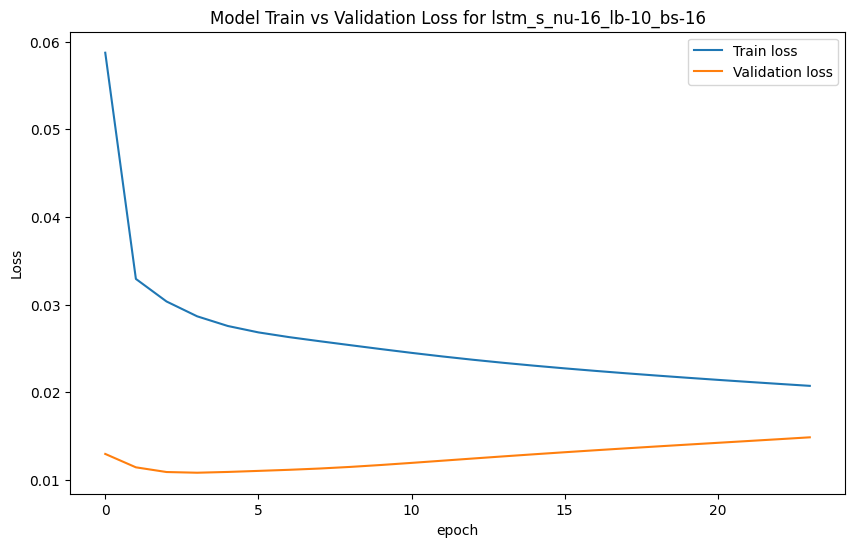 Model Train vs Validation Loss for lstm_s_nu-16_lb-10_bs-16
Train loss
Validation loss
0.06
0.05
0.04
0.03
0.02
0.01
Loss
0
5
10
15
20
epoch